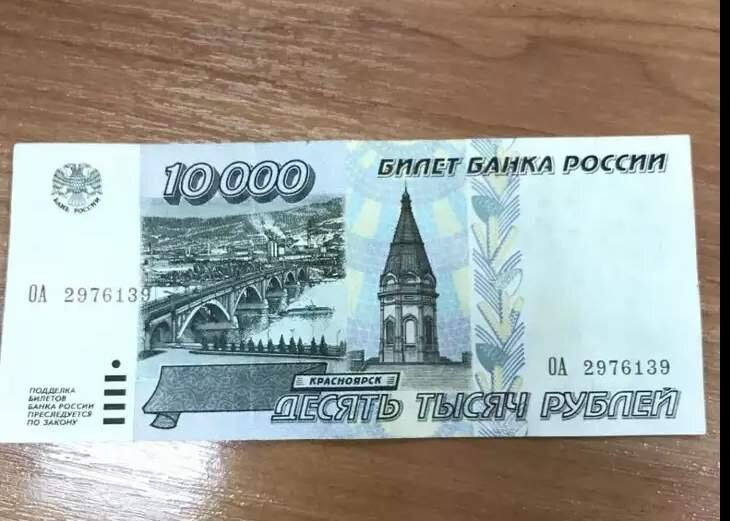 10 000
БИЛЕТ БАНКА РОССИИ
БАНК РОССИИ
ОА 2976139
ОА 2976139
ПОДДЕЛКА
БИЛЕТОВ
БАНКА РОССИИ
ПРЕСЛЕДУЕТСЯ
ПО ЗАКОНУ
КРАСНОЯРСК
ДЕСЯТЬ ТЫСЯЧ РУБЛЕЙ